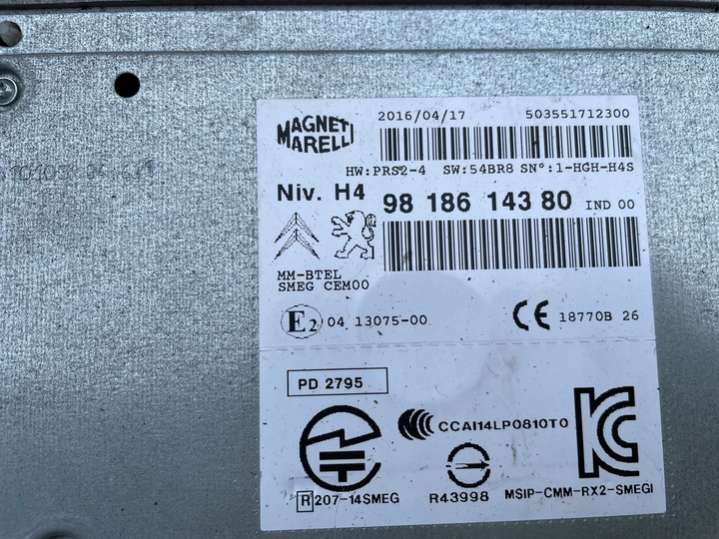 MAGNETI MARELLI
2016/04/17 503551712300
HW:PRS2-4 SW:54BR8 SN°:1-HGH-H4S
Niv. H4 98 186 143 80 IND 00
MM-BTEL
SMEG CEM00
E2 04 13075-00 CE 18770B 26
PD 2795
CCAI14LP0810T0
R 207-14SMEG R43998 MSIP-CMM-RX2-SMEGI